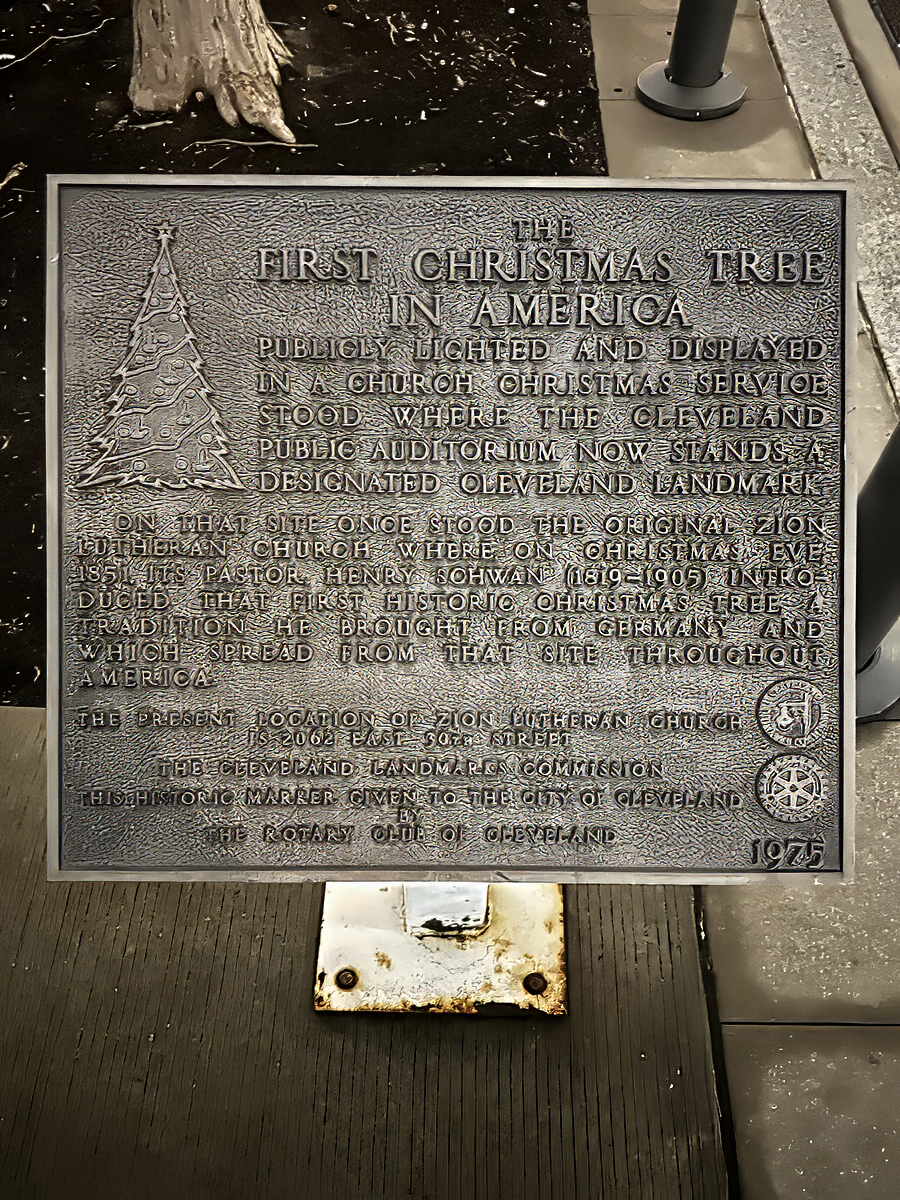 THE
FIRST CHRISTMAS TREE
IN AMERICA
PUBLICLY LIGHTED AND DISPLAYED
IN A CHURCH CHRISTMAS SERVICE
STOOD WHERE THE CLEVELAND
PUBLIC AUDITORIUM NOW STANDS, A
DESIGNATED CLEVELAND LANDMARK
ON THAT SITE ONCE STOOD THE ORIGINAL ZION
LUTHERAN CHURCH WHERE ON CHRISTMAS EVE
1851, ITS PASTOR, HENRY SCHWAN (1819-1905) INTRO-
DUCED THAT FIRST HISTORIC CHRISTMAS TREE, A
TRADITION HE BROUGHT FROM GERMANY AND
WHICH SPREAD FROM THAT SITE THROUGHOUT
AMERICA.
THE PRESENT LOCATION OF ZION LUTHERAN CHURCH
IS 2062 EAST 30TH STREET
THE CLEVELAND LANDMARKS COMMISSION
THIS HISTORIC MARKER GIVEN TO THE CITY OF CLEVELAND
BY
THE ROTARY CLUB OF CLEVELAND
1975